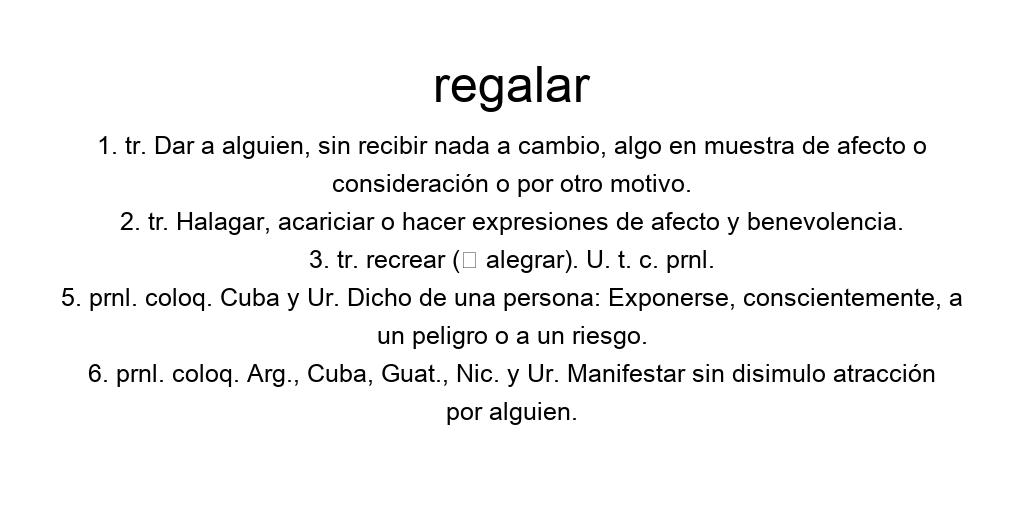 regalar
1. tr. Dar a alguien, sin recibir nada a cambio, algo en muestra de afecto o
consideración o por otro motivo.
2. tr. Halagar, acariciar o hacer expresiones de afecto y benevolencia.
3. tr. recrear (□ alegrar). U. t. c. prnl.
5. prnl. coloq. Cuba y Ur. Dicho de una persona: Exponerse, conscientemente, a
un peligro o a un riesgo.
6. prnl. coloq. Arg., Cuba, Guat., Nic. y Ur. Manifestar sin disimulo atracción
por alguien.